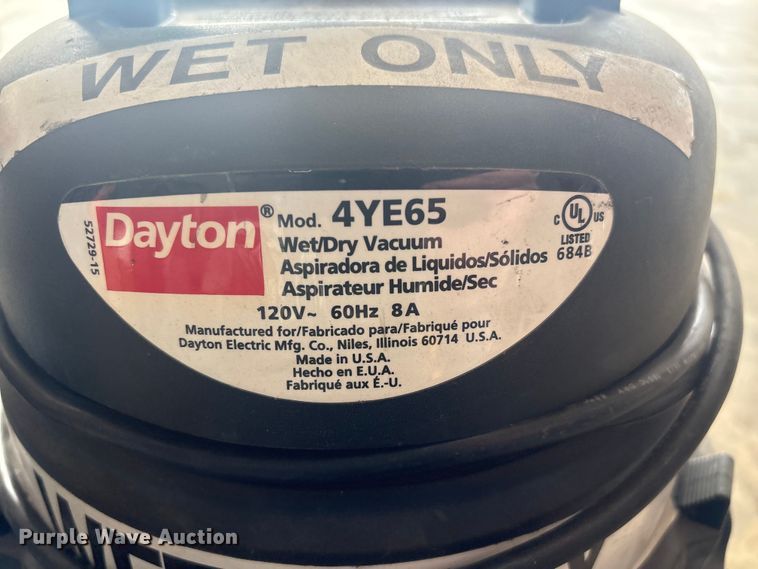 WET ONLY
Dayton®
Mod. 4YE65
Wet/Dry Vacuum
Aspiradora de Liquidos/Sólidos
Aspirateur Humide/Sec
120V~ 60Hz 8A
Manufactured for/Fabricado para/Fabriqué pour
Dayton Electric Mfg. Co., Niles, Illinois 60714 U.S.A.
Made in U.S.A.
Hecho en E.U.A.
Fabriqué aux É.-U.
C UL US
LISTED
684B
52729-15
Purple Wave Auction